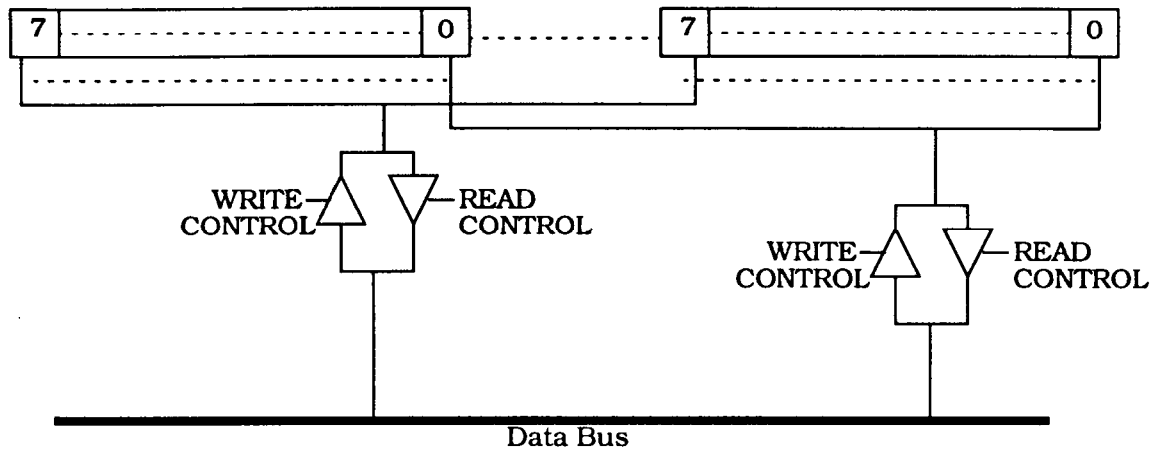 7 0 7 0
WRITE CONTROL READ CONTROL
WRITE CONTROL READ CONTROL
Data Bus